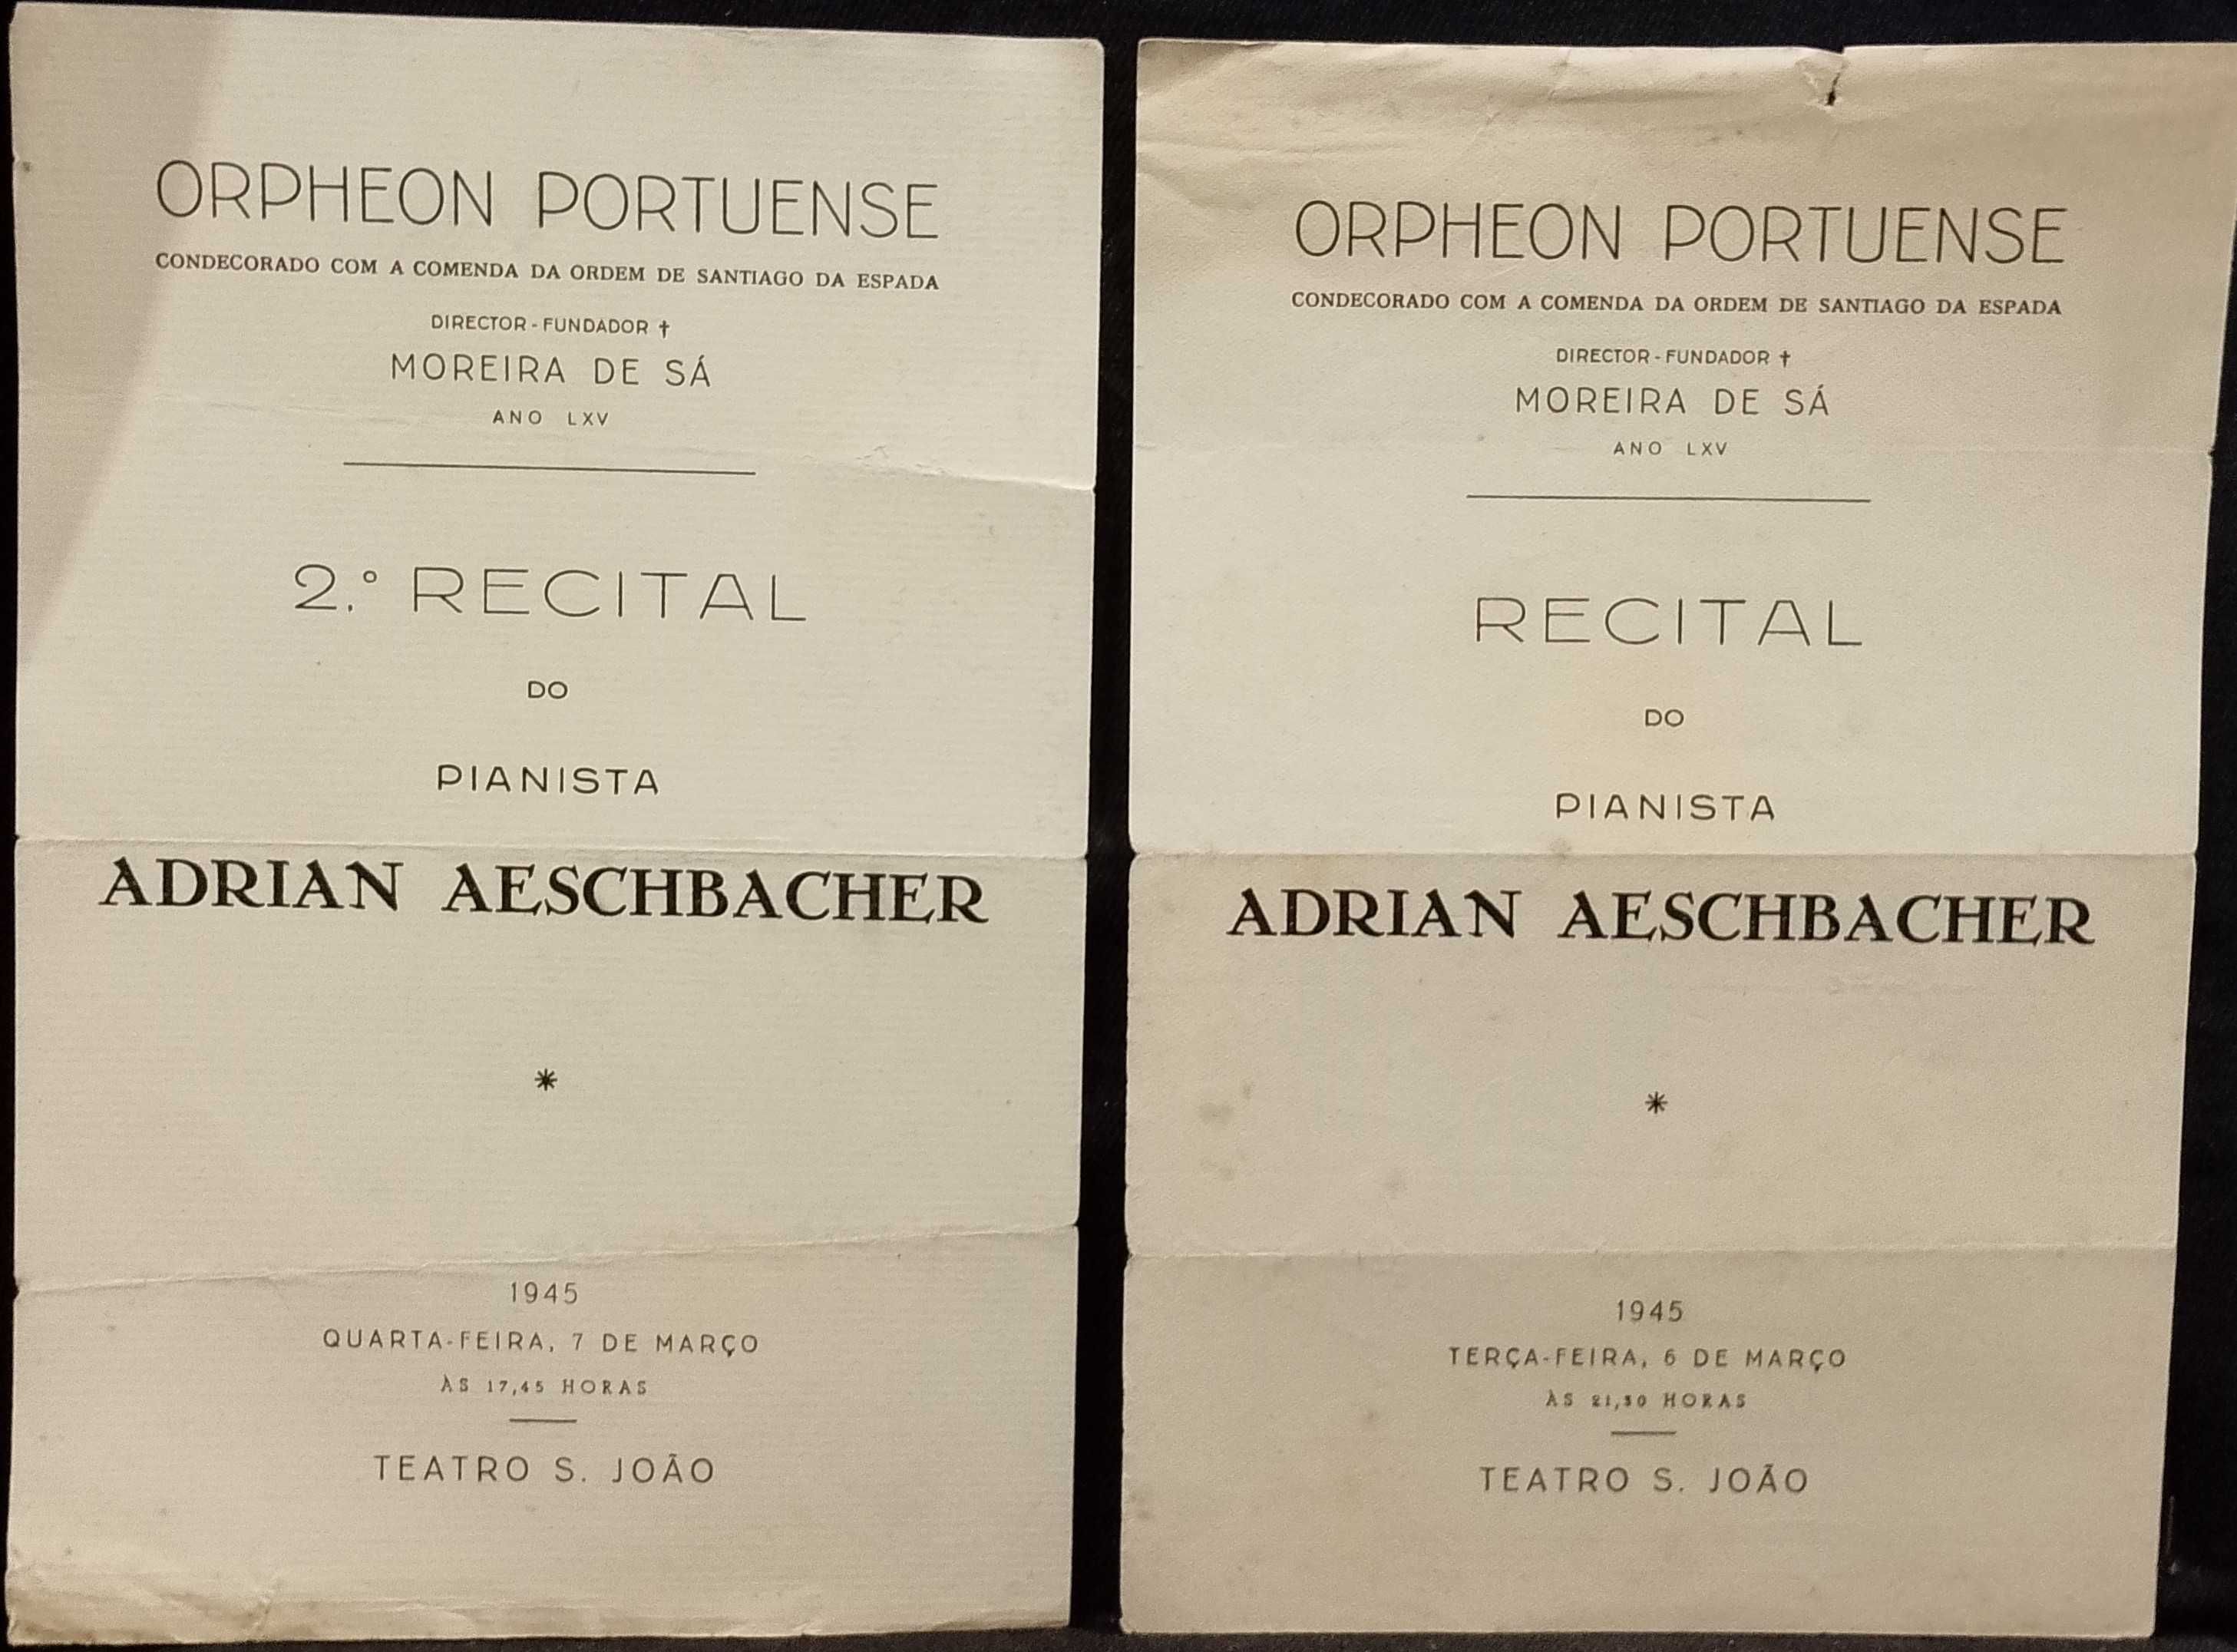 ORPHEON PORTUENSE
CONDECORADO COM A COMENDA DA ORDEM DE SANTIAGO DA ESPADA
DIRECTOR-FUNDADOR ✝
MOREIRA DE SÁ
ANO LXV
2.º RECITAL
DO
PIANISTA
ADRIAN AESCHBACHER
*
1945
QUARTA-FEIRA, 7 DE MARÇO
ÀS 17,45 HORAS
TEATRO S. JOÃO
ORPHEON PORTUENSE
CONDECORADO COM A COMENDA DA ORDEM DE SANTIAGO DA ESPADA
DIRECTOR-FUNDADOR ✝
MOREIRA DE SÁ
ANO LXV
RECITAL
DO
PIANISTA
ADRIAN AESCHBACHER
*
1945
TERÇA-FEIRA, 6 DE MARÇO
ÀS 21,30 HORAS
TEATRO S. JOÃO